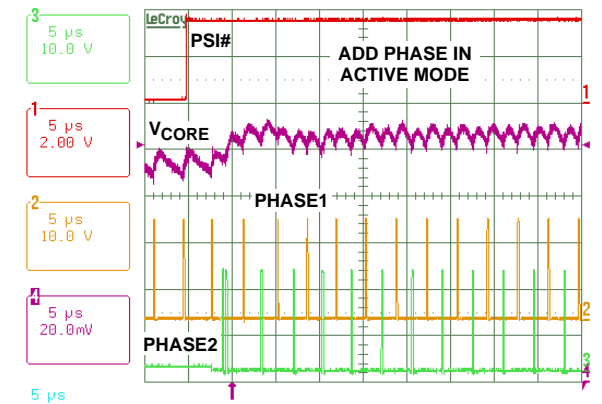 3
5 µs
10.0 V
1
5 µs
2.00 V
2
5 µs
10.0 V
4
5 µs
20.0mV
5 µs
LeCroy
PSI#
ADD PHASE IN
ACTIVE MODE
1
VCORE
PHASE1
2
PHASE2
3
4